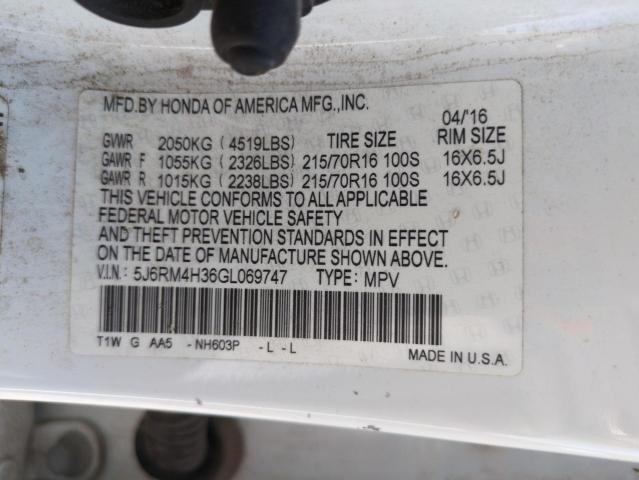 MFD.BY HONDA OF AMERICA MFG.,INC. 04/'16
GVWR 2050KG ( 4519LBS) TIRE SIZE RIM SIZE
GAWR F 1055KG ( 2326LBS) 215/70R16 100S 16X6.5J
GAWR R 1015KG ( 2238LBS) 215/70R16 100S 16X6.5J
THIS VEHICLE CONFORMS TO ALL APPLICABLE
FEDERAL MOTOR VEHICLE SAFETY
AND THEFT PREVENTION STANDARDS IN EFFECT
ON THE DATE OF MANUFACTURE SHOWN ABOVE.
V.I.N.: 5J6RM4H36GL069747 TYPE: MPV
T1W G AA5 -NH603P -L -L
MADE IN U.S.A.